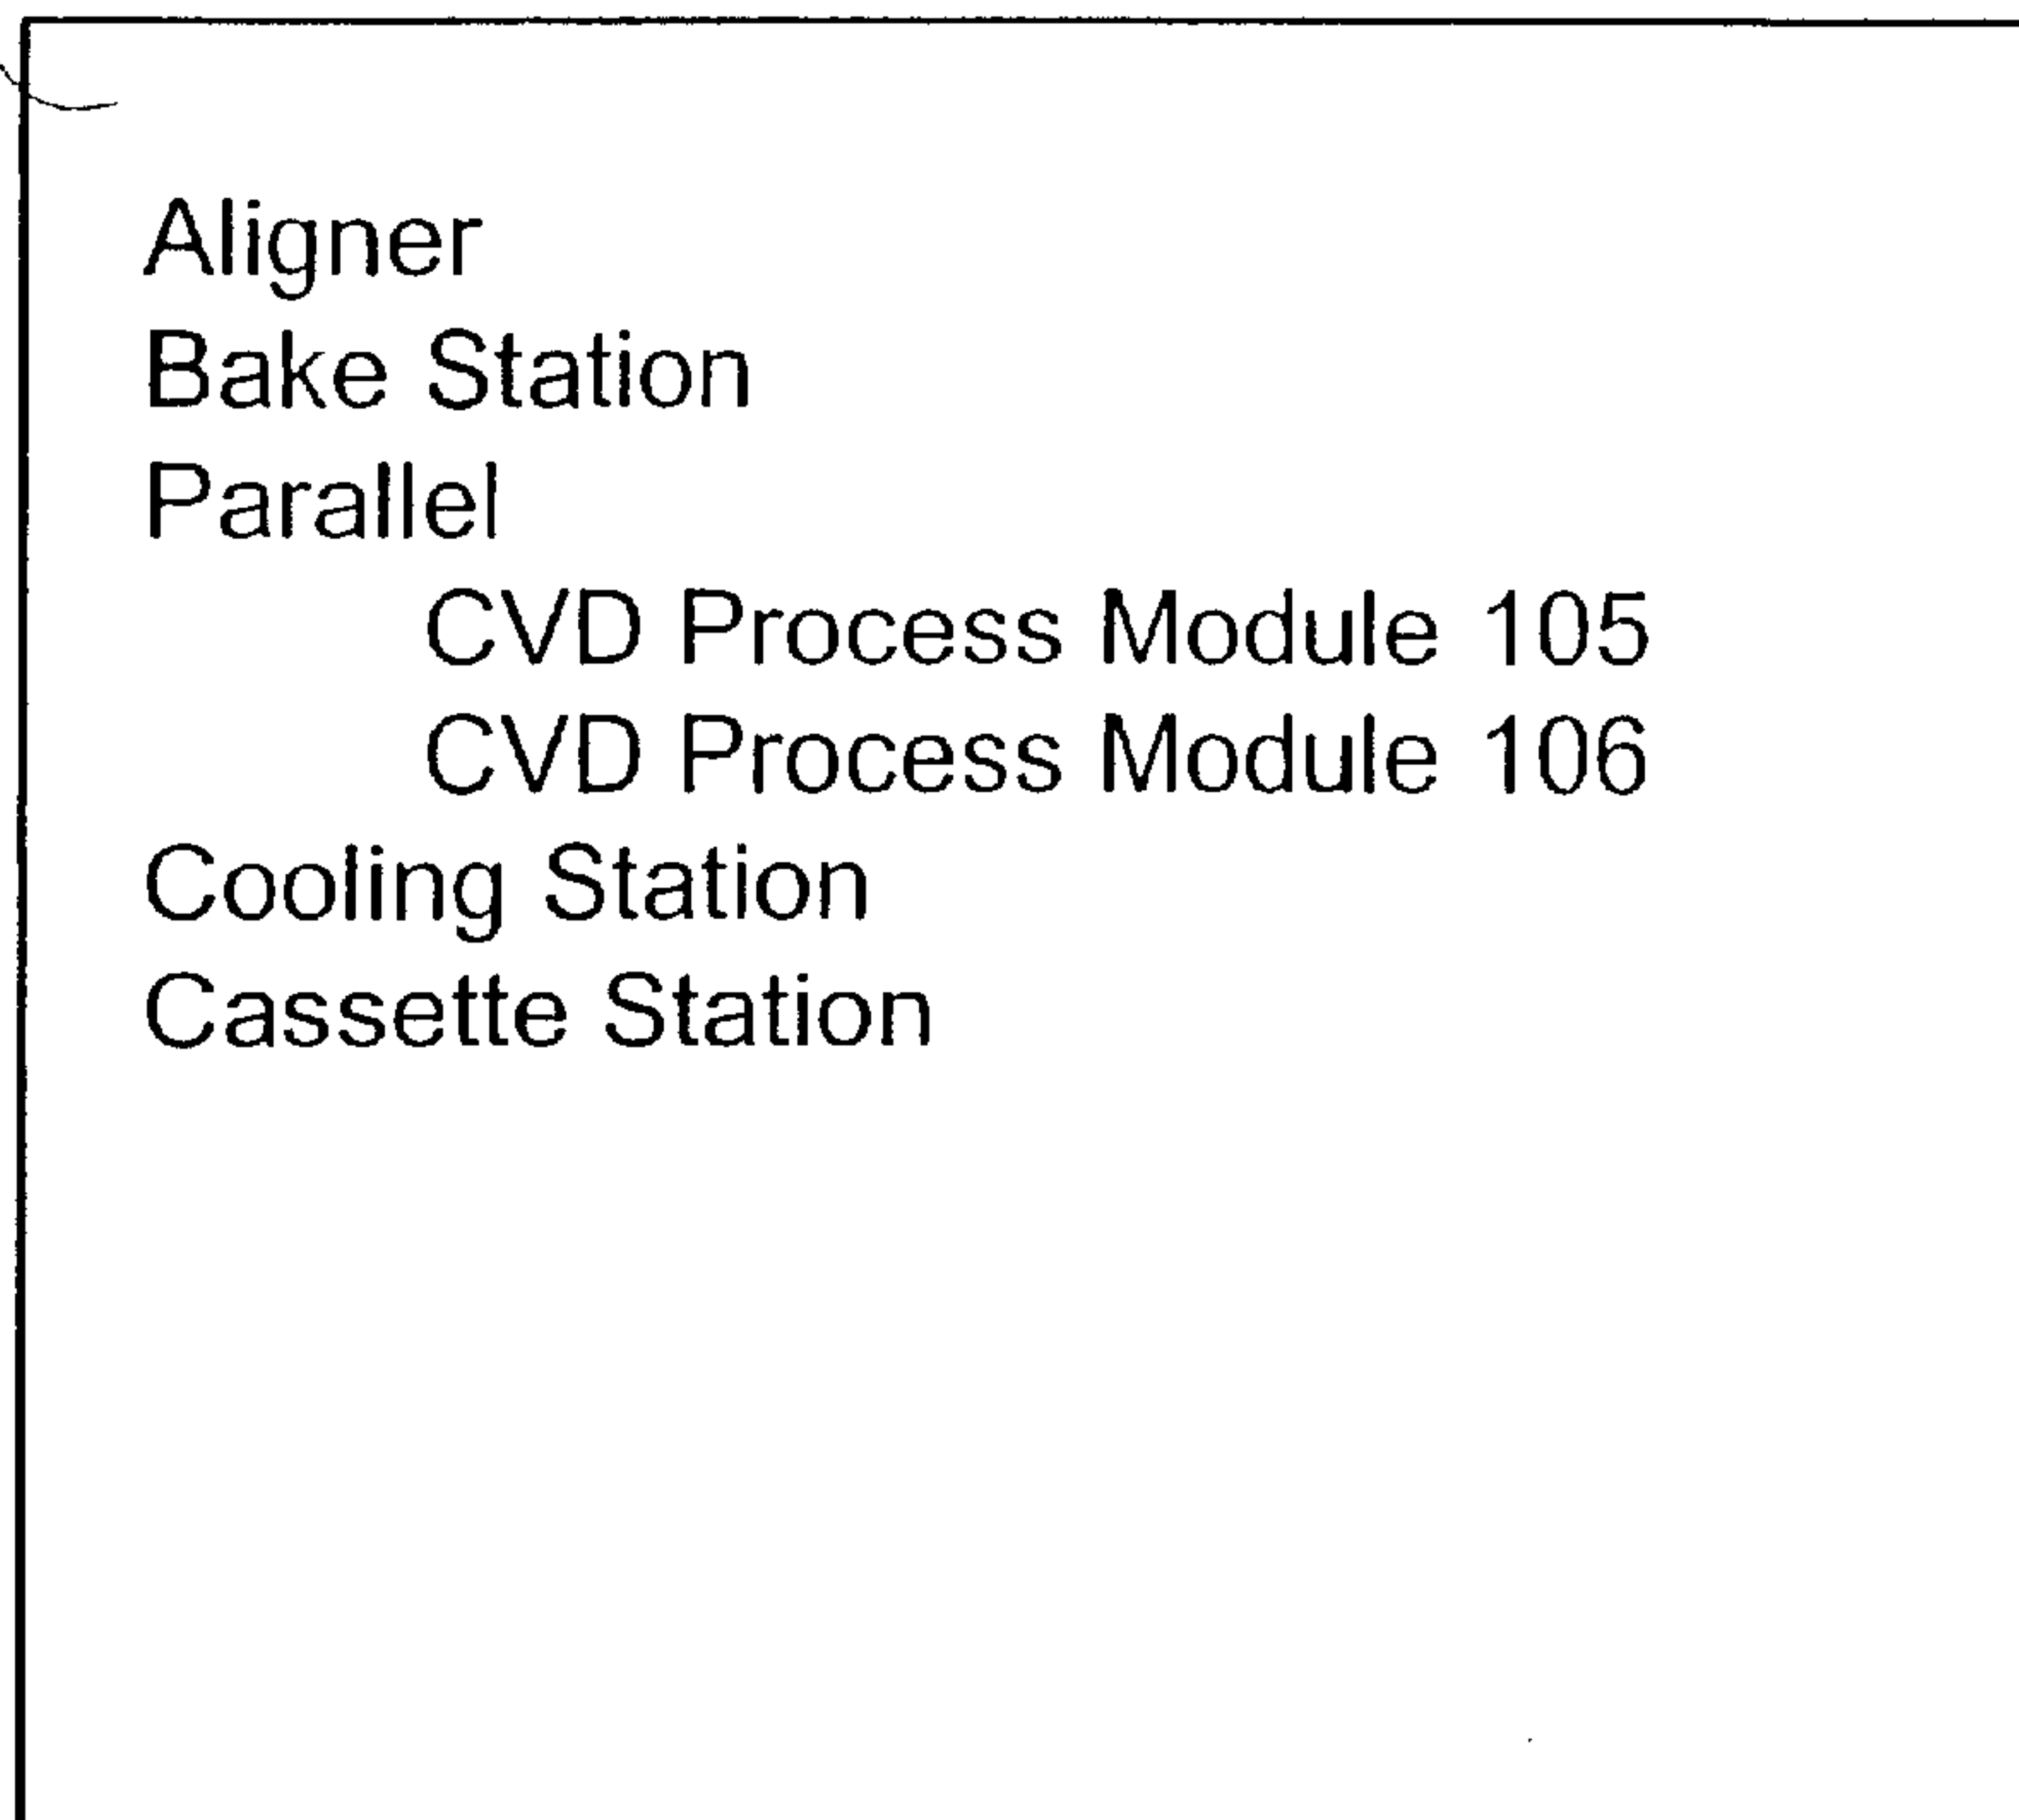 Aligner
Bake Station
Parallel
CVD Process Module 105
CVD Process Module 106
Cooling Station
Cassette Station